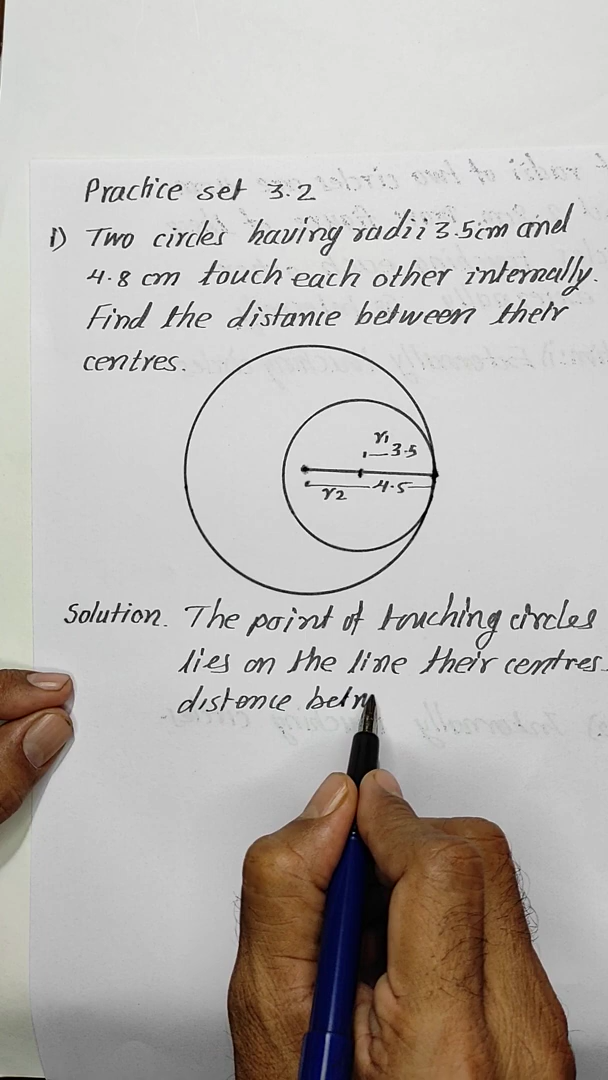 Practice set 3.2
1) Two circles having radii 3.5cm and
4.8 cm touch each other internally.
Find the distance between their
centres.
r1
3.5
r2 4.5
Solution. The point of touching circles
lies on the line their centres.
distance betw